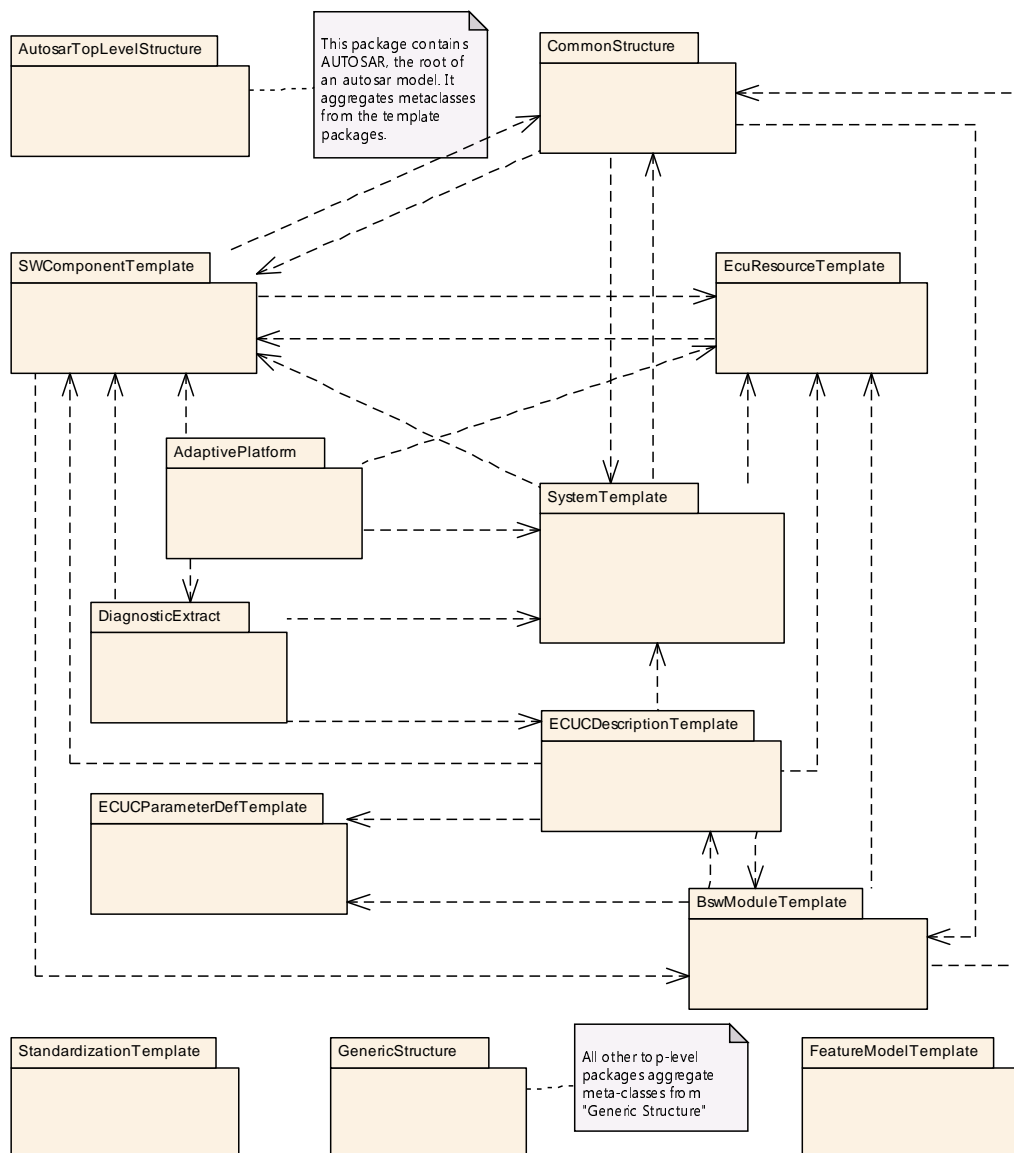 AutosarTopLevelStructure
This package contains
AUTOSAR, the root of
an autosar model. It
aggregates metaclasses
from the template
packages.
CommonStructure
SWComponentTemplate
EcuResourceTemplate
AdaptivePlatform
SystemTemplate
DiagnosticExtract
ECUCDescriptionTemplate
ECUCParameterDefTemplate
BswModuleTemplate
StandardizationTemplate
GenericStructure
All other top-level
packages aggregate
meta-classes from
"Generic Structure"
FeatureModelTemplate